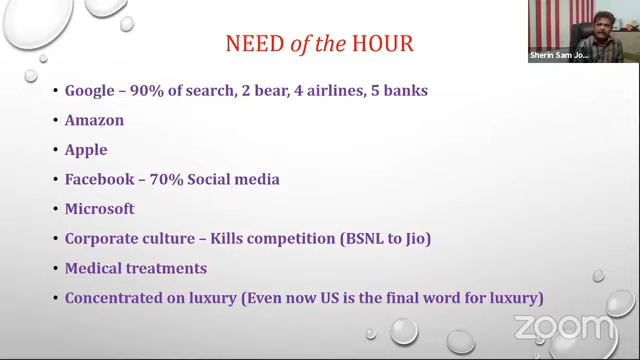 NEED of the HOUR
Sherin Sam Jo...
• Google – 90% of search, 2 bear, 4 airlines, 5 banks
• Amazon
• Apple
• Facebook – 70% Social media
• Microsoft
• Corporate culture – Kills competition (BSNL to Jio)
• Medical treatments
• Concentrated on luxury (Even now US is the final word for luxury)
zoom